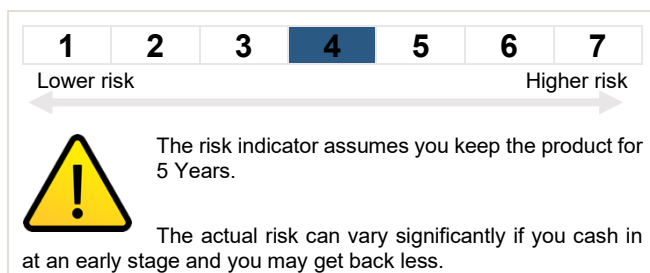 1 2 3 4 5 6 7
Lower risk Higher risk
The risk indicator assumes you keep the product for
5 Years.
The actual risk can vary significantly if you cash in
at an early stage and you may get back less.